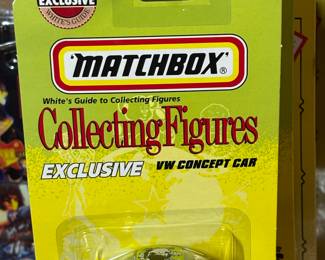 EXCLUSIVE
WHITE'S GUIDE
'MATCHBOX'
White's Guide to Collecting Figures
Collecting Figures
EXCLUSIVE VW CONCEPT CAR